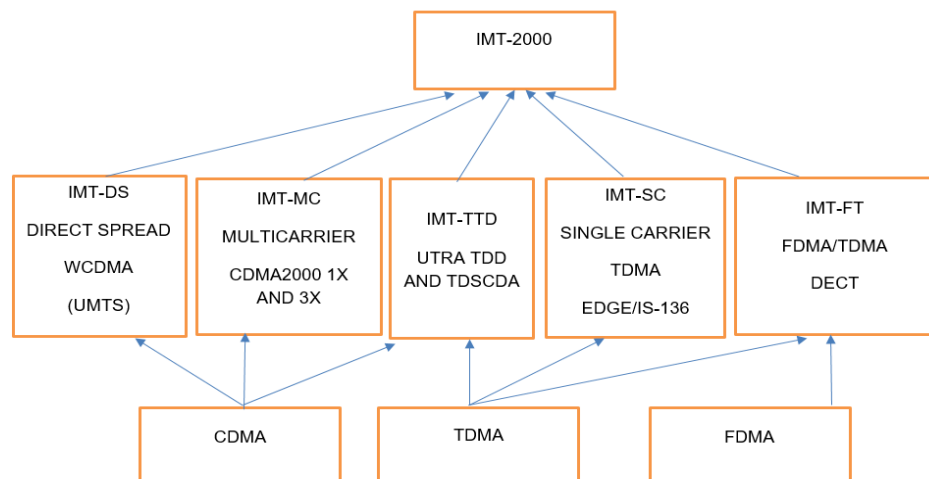 IMT-2000
IMT-DS
DIRECT SPREAD
WCDMA
(UMTS)
IMT-MC
MULTICARRIER
CDMA2000 1X
AND 3X
IMT-TTD
UTRA TDD
AND TDSCDA
IMT-SC
SINGLE CARRIER
TDMA
EDGE/IS-136
IMT-FT
FDMA/TDMA
DECT
CDMA
TDMA
FDMA